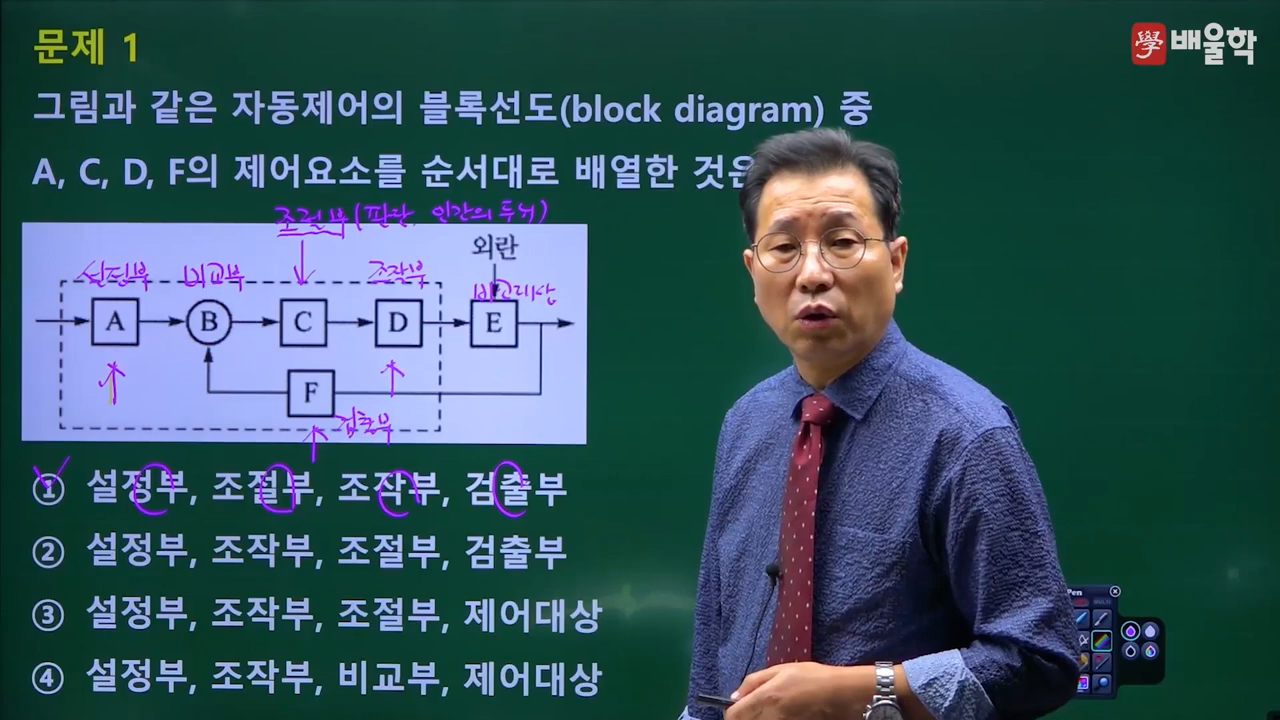 문제 1
學 배울학
그림과 같은 자동제어의 블록선도(block diagram) 중
A, C, D, F의 제어요소를 순서대로 배열한 것은
조절부(판단, 인간의 두뇌)
외란
설정부 비교부 조작부
A B C D E
F
검출부
① 설정부, 조절부, 조작부, 검출부
② 설정부, 조작부, 조절부, 검출부
③ 설정부, 조작부, 조절부, 제어대상
④ 설정부, 조작부, 비교부, 제어대상
Pen